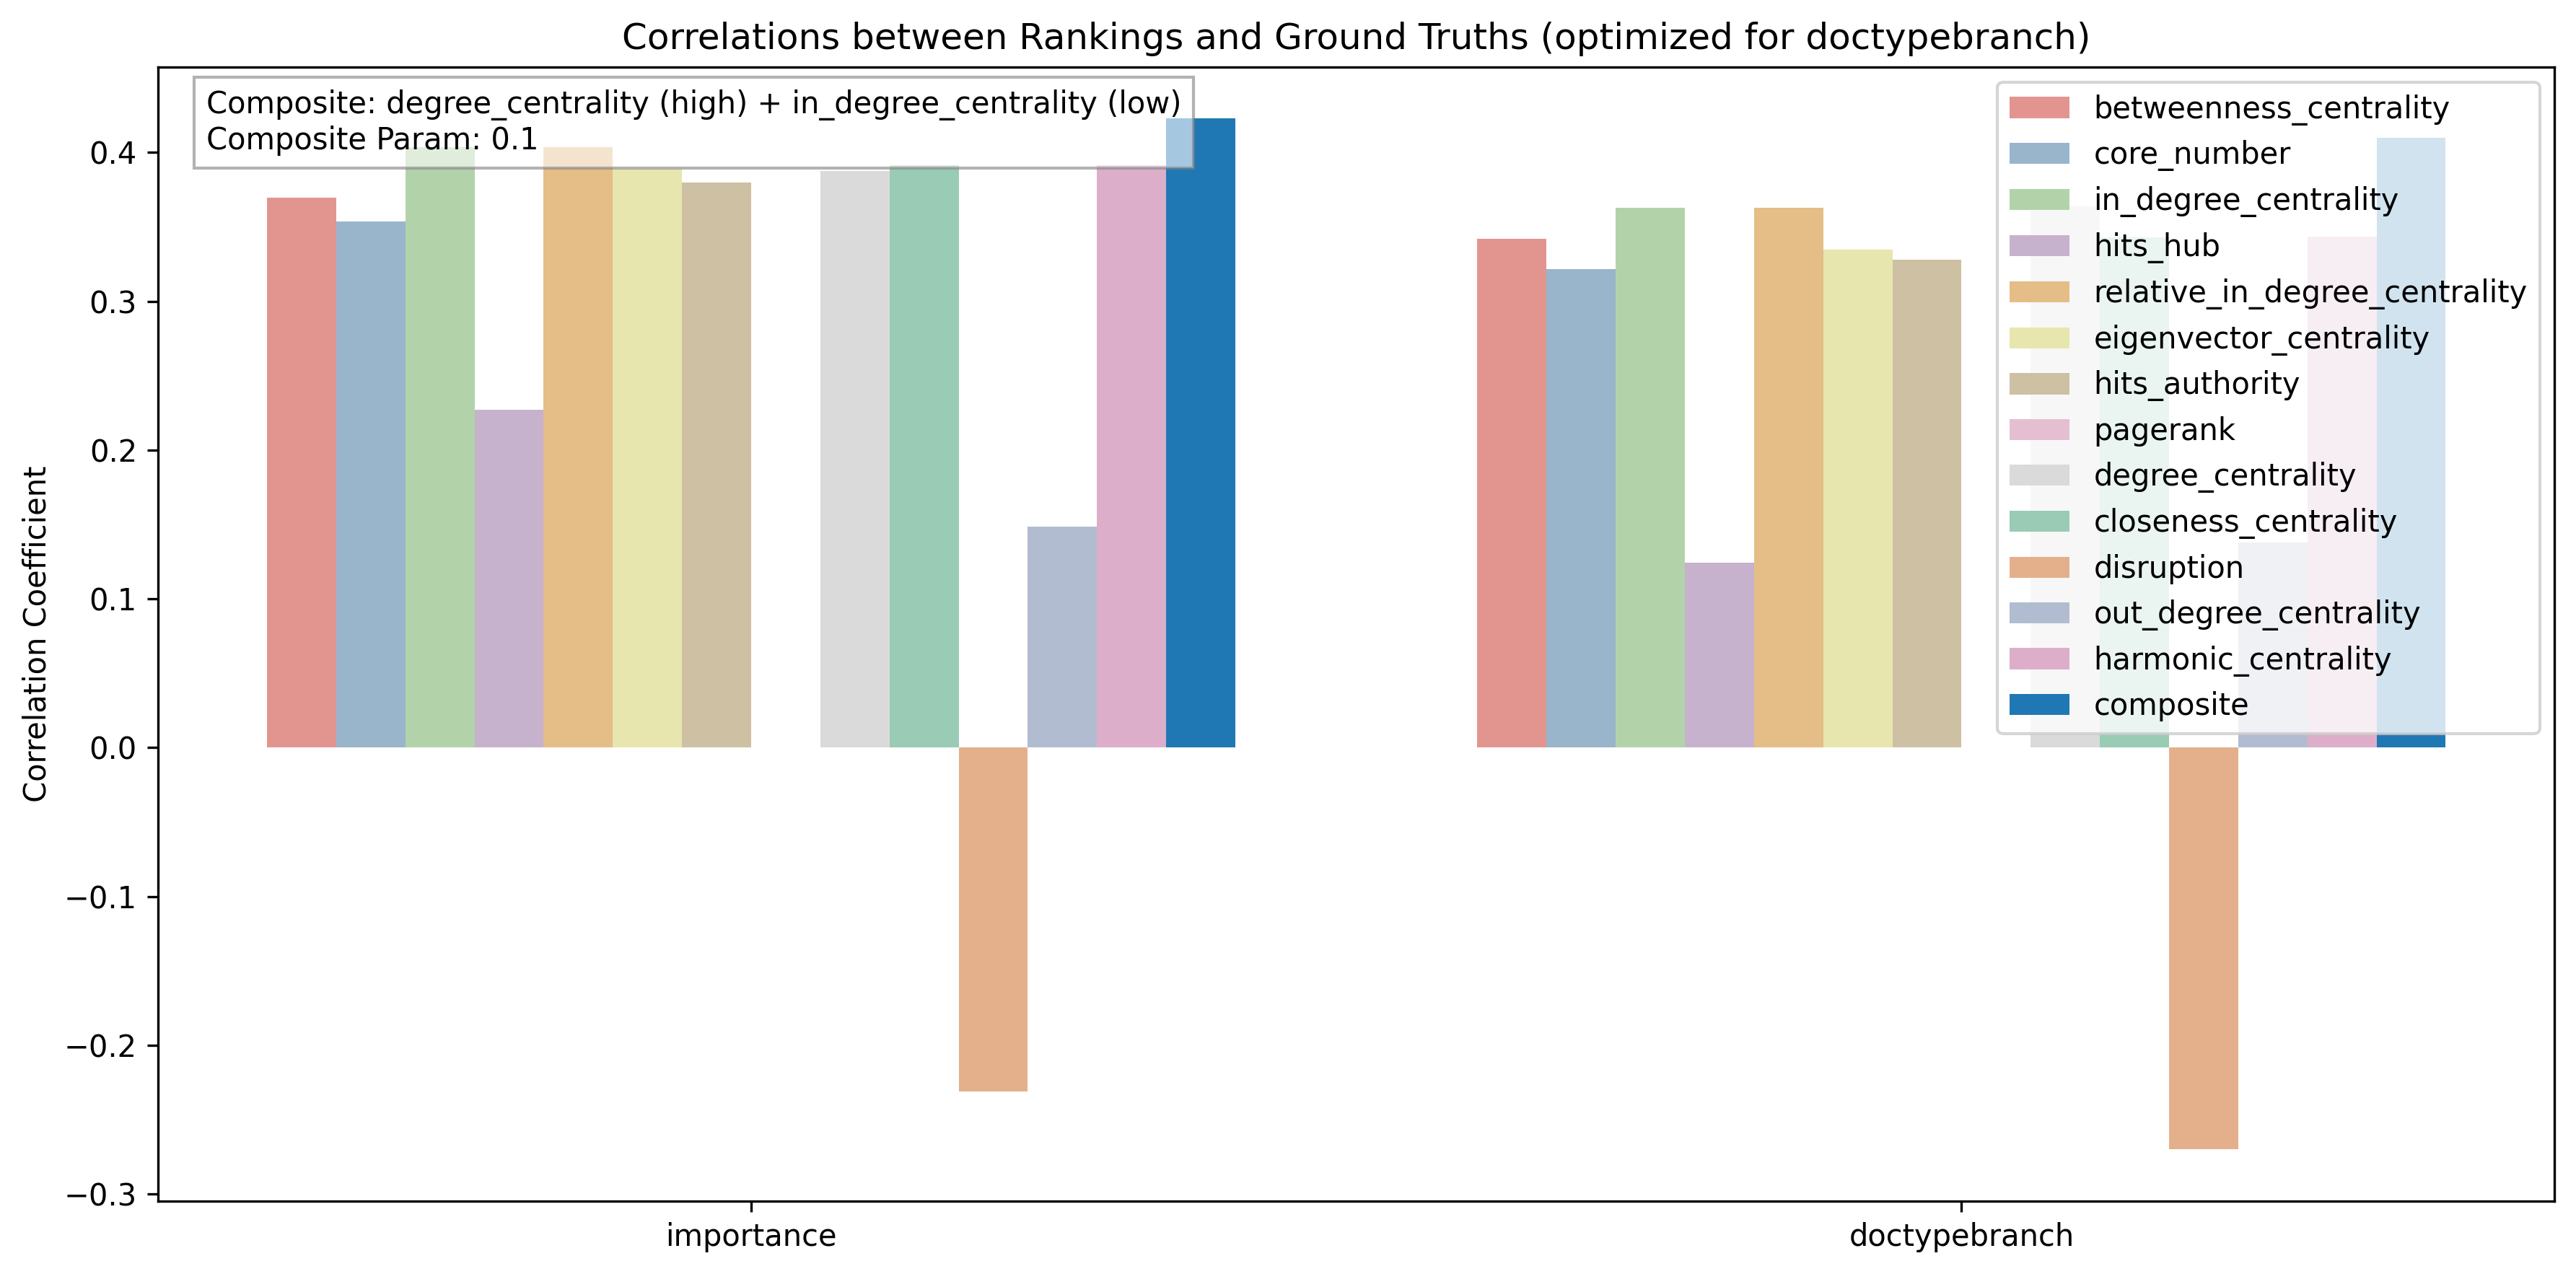 Correlations between Rankings and Ground Truths (optimized for doctypebranch)
Composite: degree_centrality (high) + in_degree_centrality (low)
Composite Param: 0.1
betweenness_centrality
core_number
in_degree_centrality
hits_hub
relative_in_degree_centrality
eigenvector_centrality
hits_authority
pagerank
degree_centrality
closeness_centrality
disruption
out_degree_centrality
harmonic_centrality
composite
Correlation Coefficient
0.4
0.3
0.2
0.1
0.0
−0.1
−0.2
−0.3
importance
doctypebranch